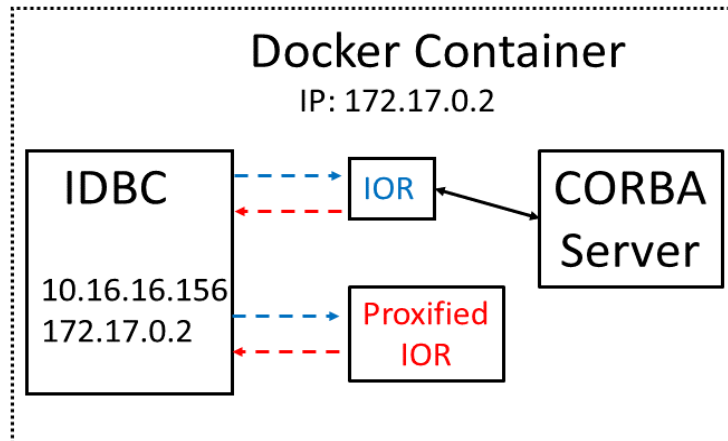 Docker Container
IP: 172.17.0.2
IDBC
10.16.16.156
172.17.0.2
IOR
Proxified
IOR
CORBA
Server